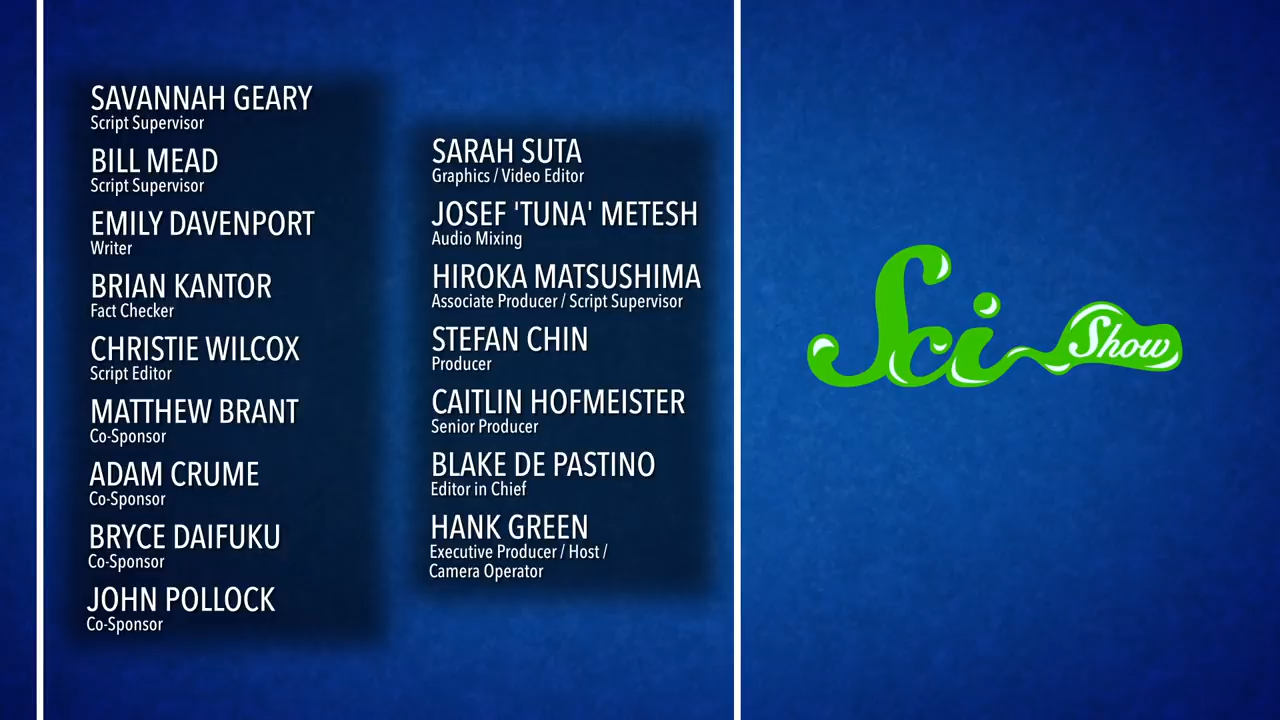 SAVANNAH GEARY
Script Supervisor
BILL MEAD
Script Supervisor
EMILY DAVENPORT
Writer
BRIAN KANTOR
Fact Checker
CHRISTIE WILCOX
Script Editor
MATTHEW BRANT
Co-Sponsor
ADAM CRUME
Co-Sponsor
BRYCE DAIFUKU
Co-Sponsor
JOHN POLLOCK
Co-Sponsor
SARAH SUTA
Graphics / Video Editor
JOSEF 'TUNA' METESH
Audio Mixing
HIROKA MATSUSHIMA
Associate Producer / Script Supervisor
STEFAN CHIN
Producer
CAITLIN HOFMEISTER
Senior Producer
BLAKE DE PASTINO
Editor in Chief
HANK GREEN
Executive Producer / Host /
Camera Operator
Sci Show